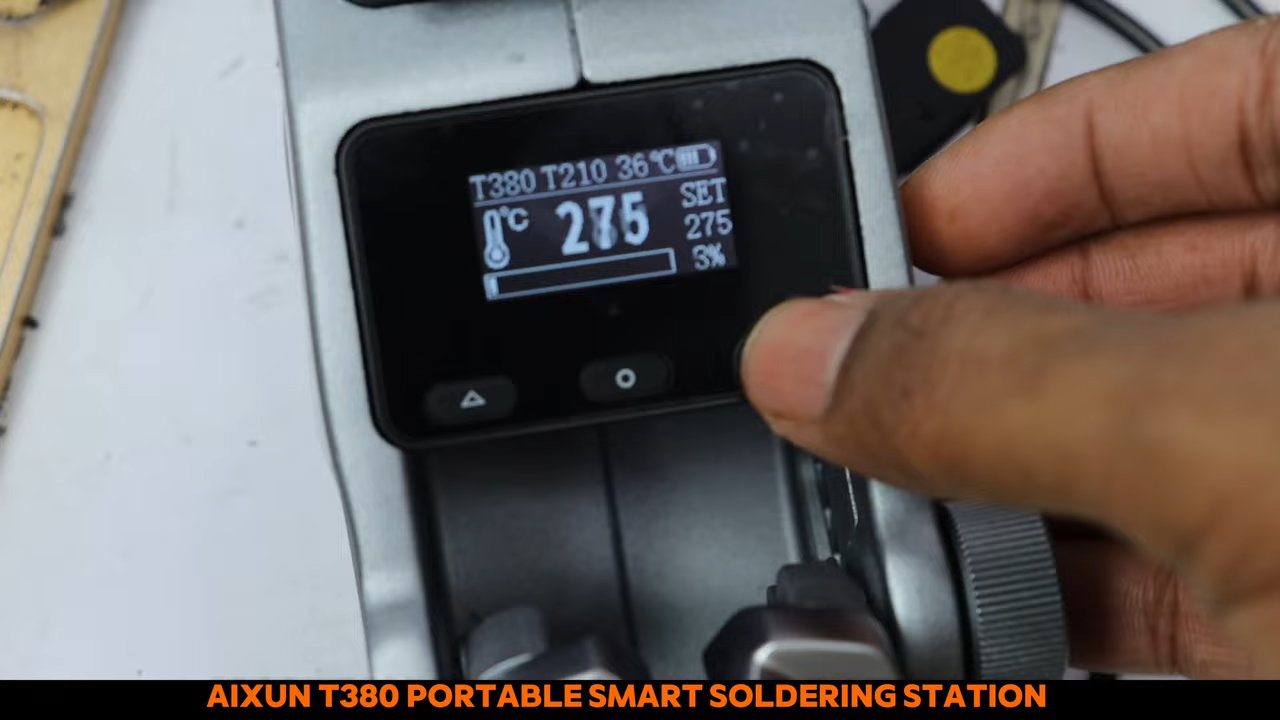 T380 T210 36℃
℃ 275 SET
275
3%
AIXUN T380 PORTABLE SMART SOLDERING STATION